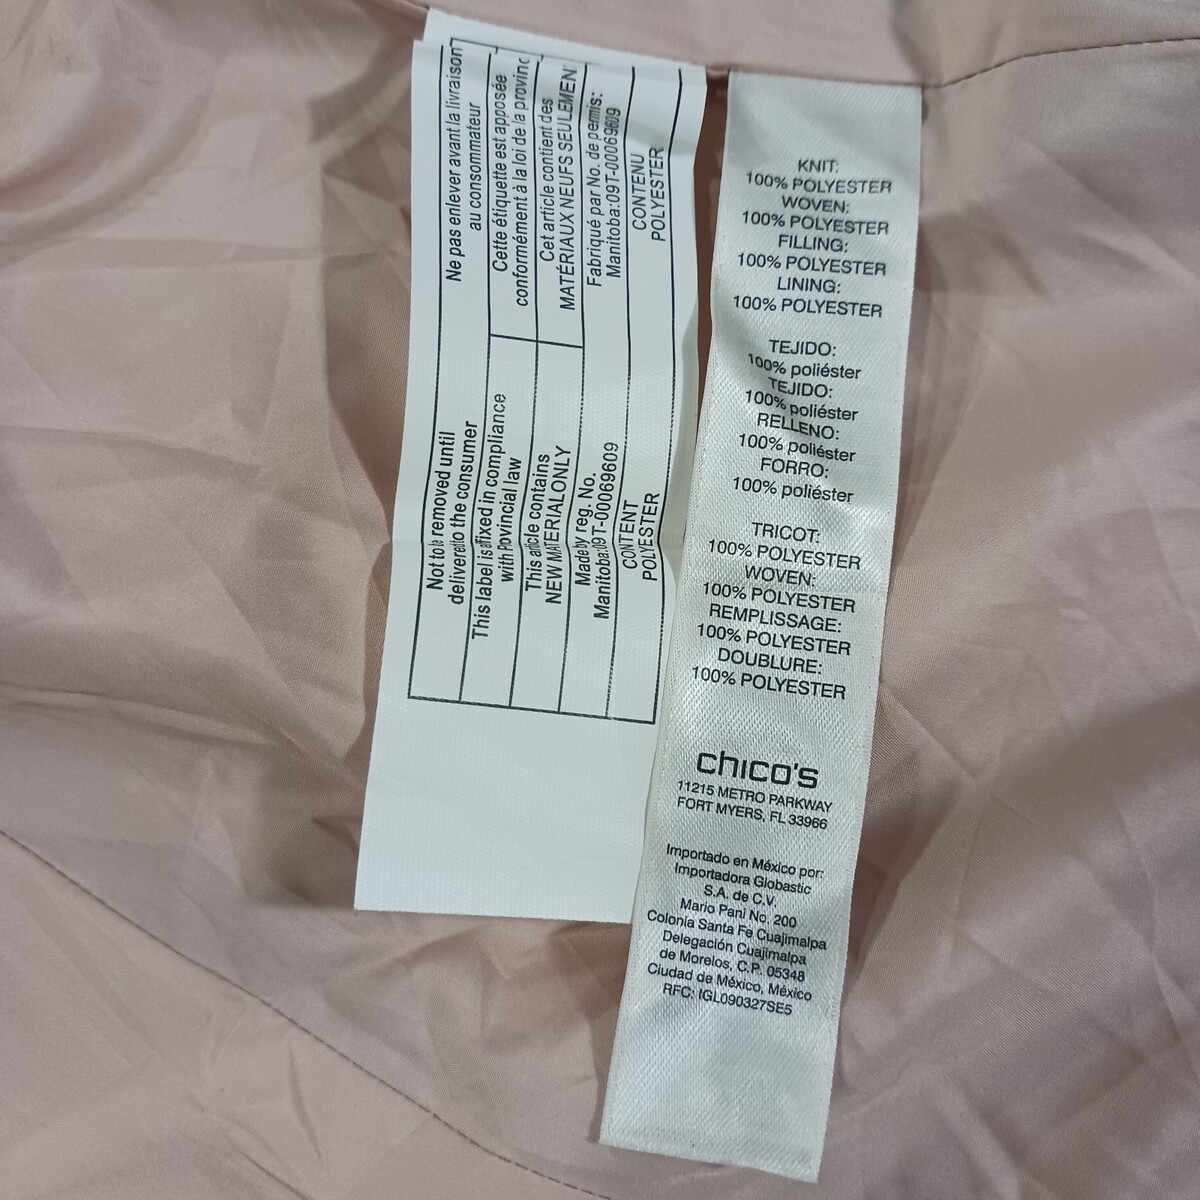 Ne pas enlever avant la livraison
au consommateur
Cette étiquette est apposée
conformément à la loi de la provinc
Cet article contient des
MATÉRIAUX NEUFS SEULEMEN
Fabriqué par No. de permis:
Manitoba:09T-00069609
CONTENU
POLYESTER
Not to be removed until
delivered to the consumer
This label is affixed in compliance
with Provincial law
This article contains
NEW MATERIAL ONLY
Made by reg. No.
Manitoba:09T-00069609
CONTENT
POLYESTER
KNIT:
100% POLYESTER
WOVEN:
100% POLYESTER
FILLING:
100% POLYESTER
LINING:
100% POLYESTER
TEJIDO:
100% poliéster
TEJIDO:
100% poliéster
RELLENO:
100% poliéster
FORRO:
100% poliéster
TRICOT:
100% POLYESTER
WOVEN:
100% POLYESTER
REMPLISSAGE:
100% POLYESTER
DOUBLURE:
100% POLYESTER
chico's
11215 METRO PARKWAY
FORT MYERS, FL 33966
Importado en México por:
Importadora Globastic
S.A. de C.V.
Mario Pani No. 200
Colonia Santa Fe Cuajimalpa
Delegación Cuajimalpa
de Morelos, C.P. 05348
Ciudad de México, México
RFC: IGL090327SE5